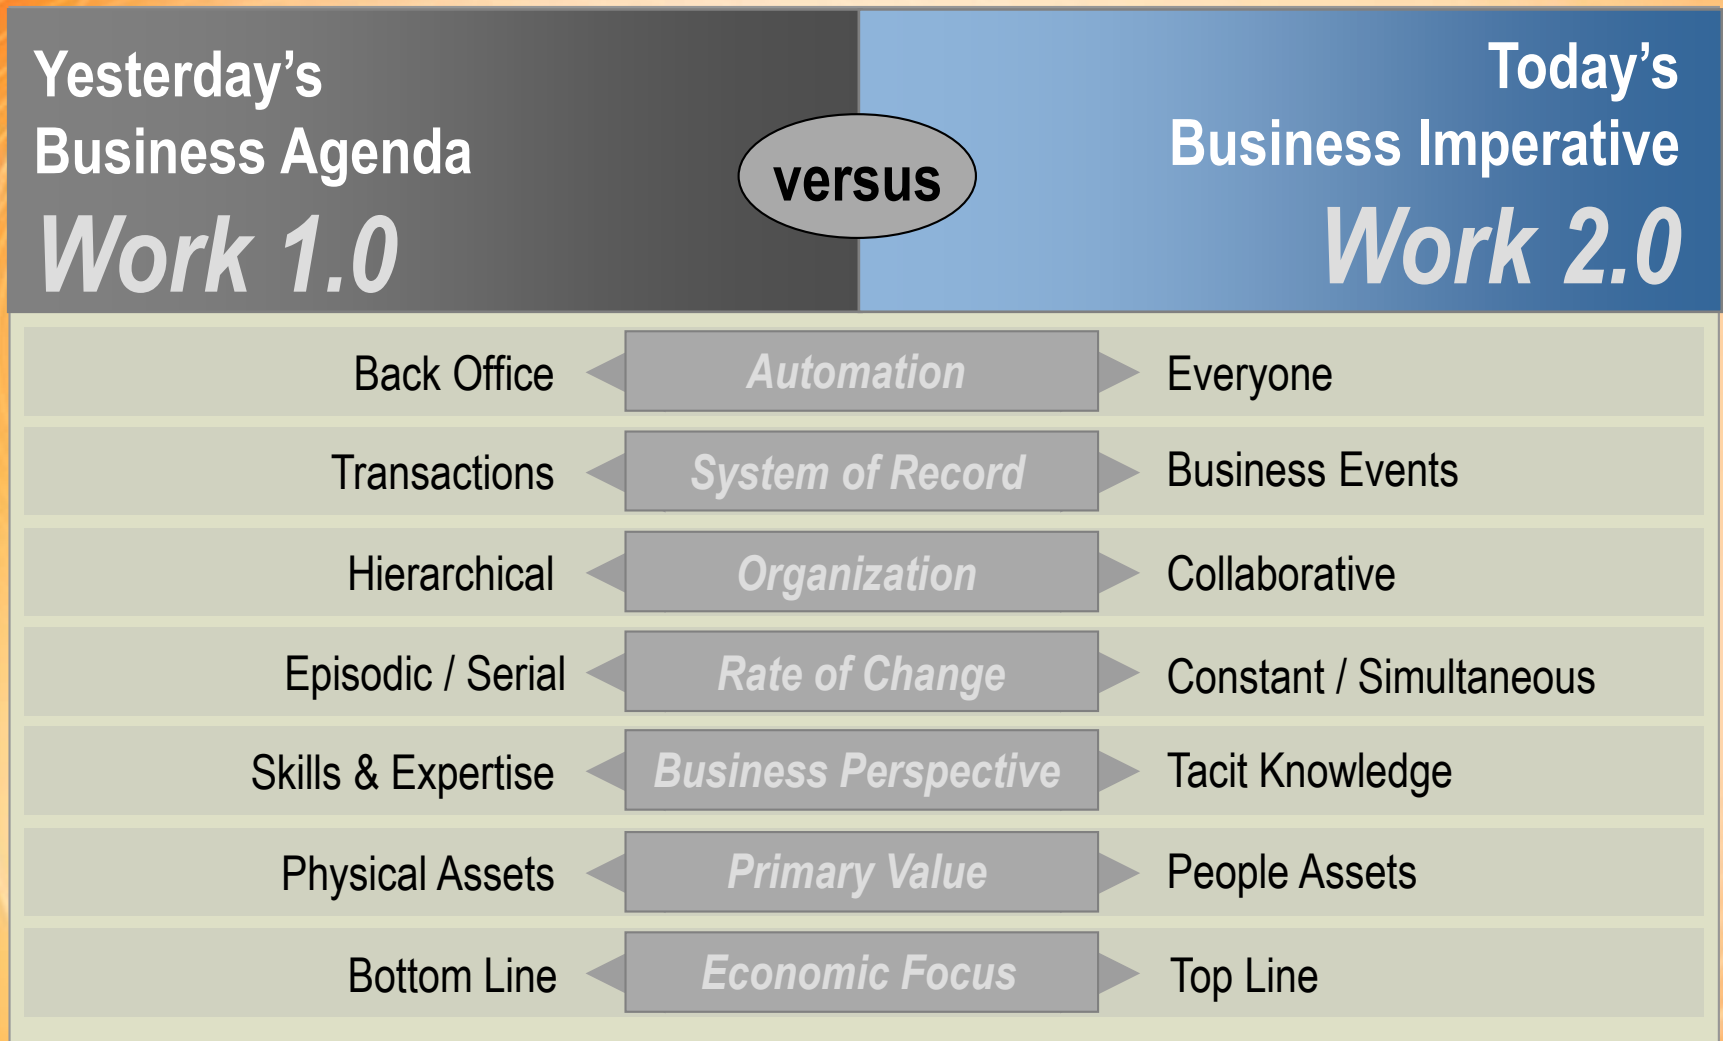 Yesterday’s
Business Agenda
Work 1.0
versus
Today’s
Business Imperative
Work 2.0
Back Office Automation Everyone
Transactions System of Record Business Events
Hierarchical Organization Collaborative
Episodic / Serial Rate of Change Constant / Simultaneous
Skills & Expertise Business Perspective Tacit Knowledge
Physical Assets Primary Value People Assets
Bottom Line Economic Focus Top Line